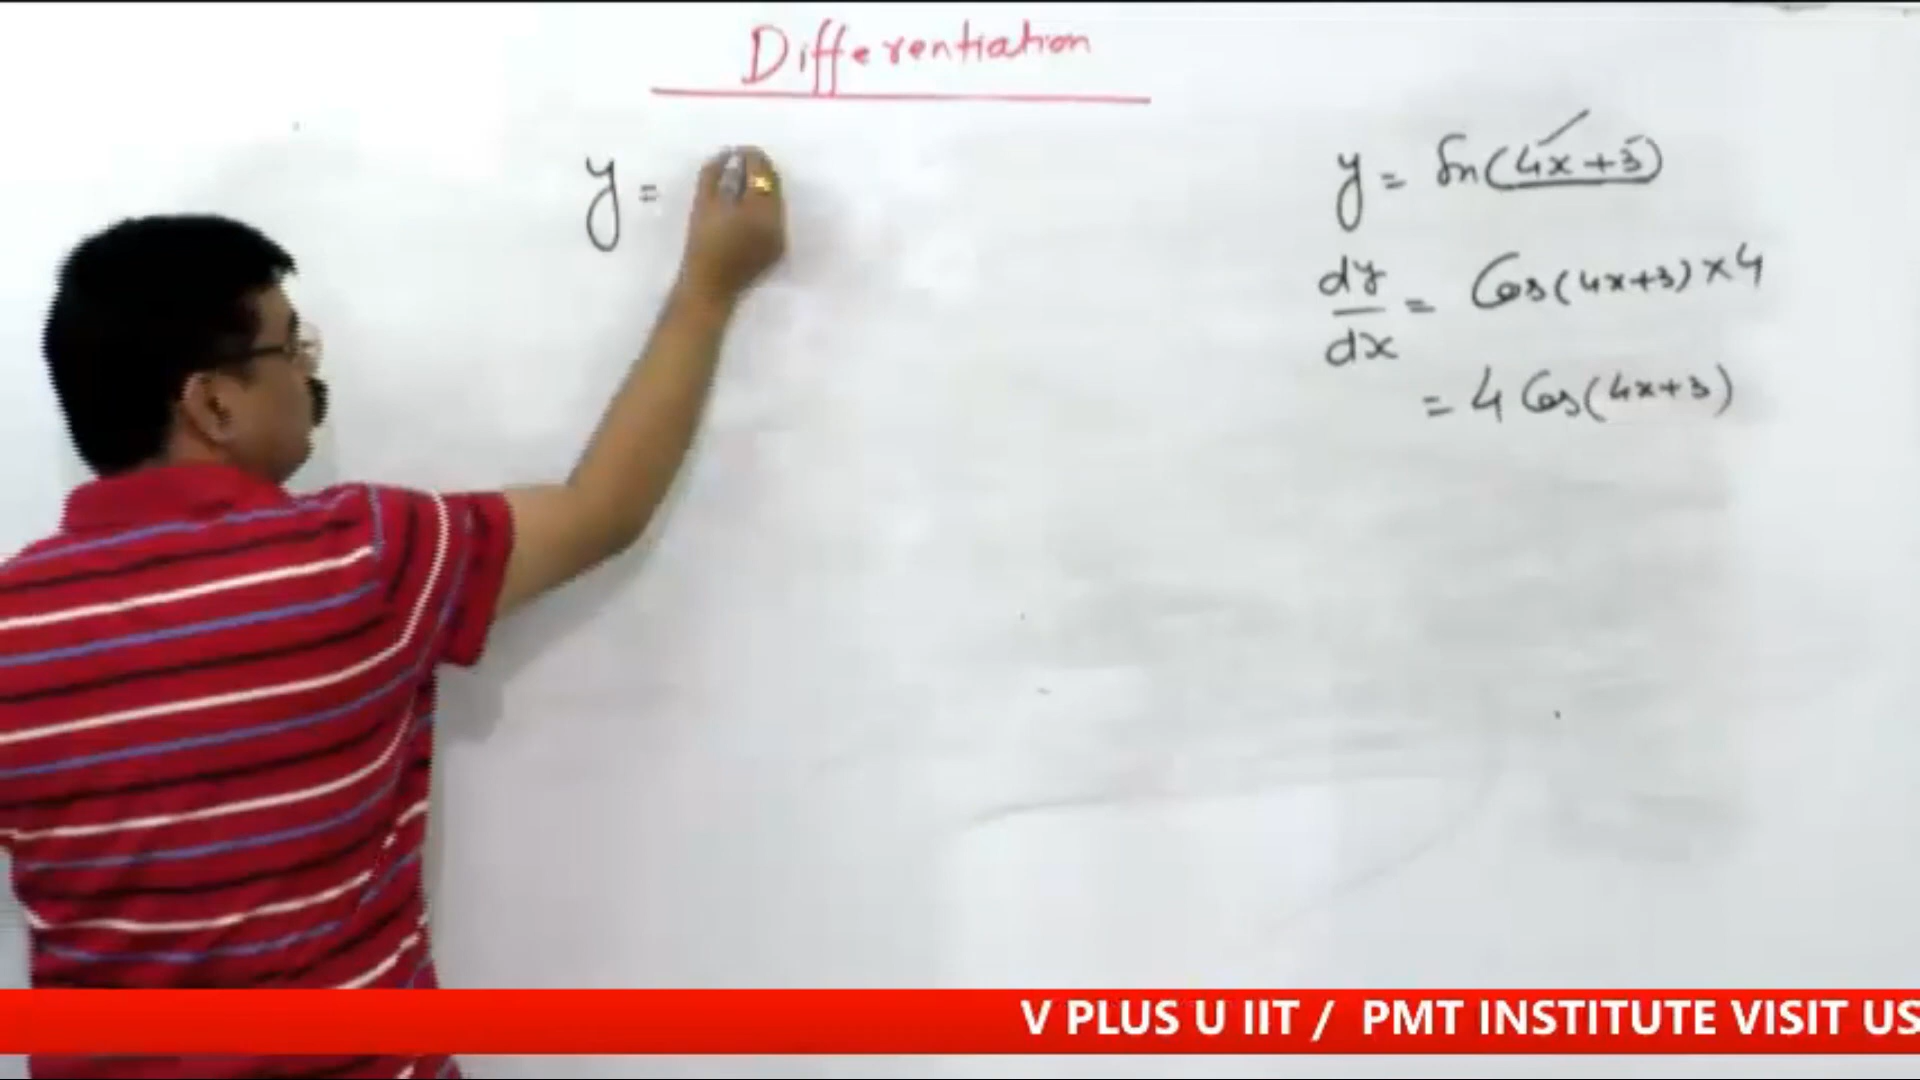 Differentiation
y =
y = Sin(4x+3)
dy/dx = Cos(4x+3) × 4
= 4 Cos(4x+3)
V PLUS U IIT / PMT INSTITUTE VISIT US